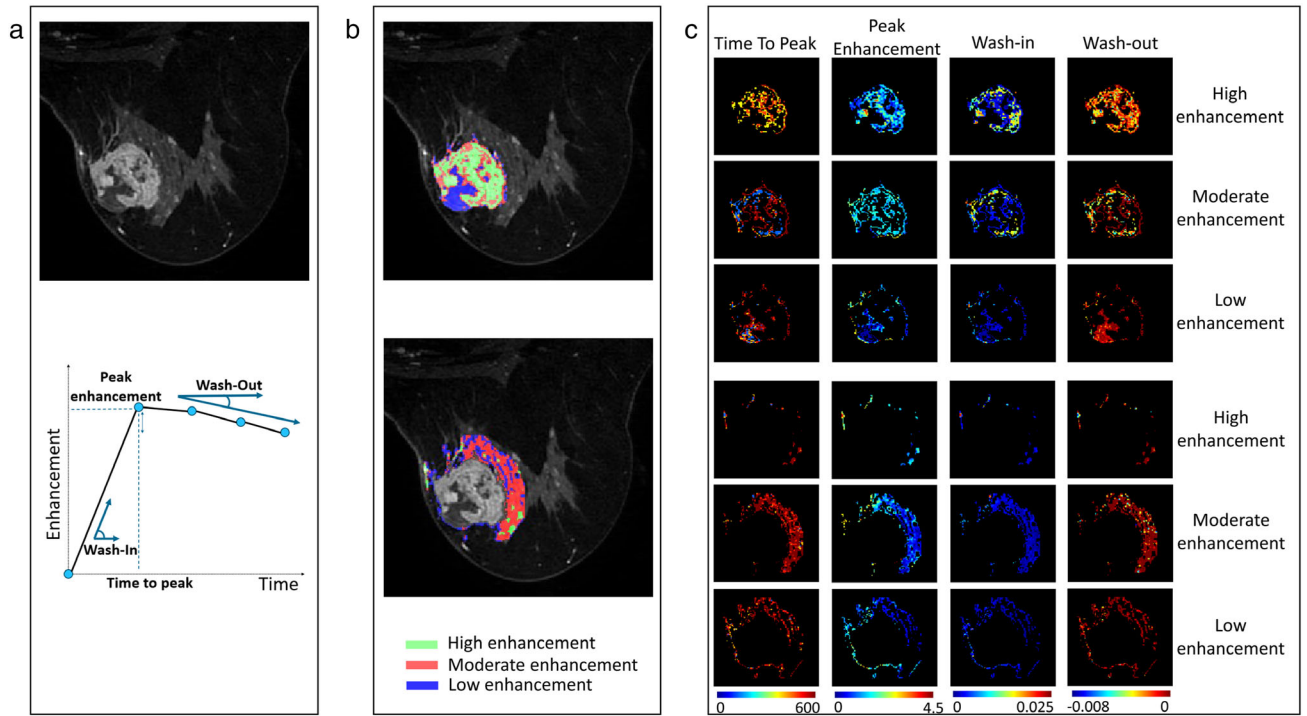 a
Peak
enhancement
Wash-Out
Enhancement
Wash-In
Time to peak
Time
b
High enhancement
Moderate enhancement
Low enhancement
c
Time To Peak
Peak
Enhancement
Wash-in
Wash-out
High
enhancement
Moderate
enhancement
Low
enhancement
High
enhancement
Moderate
enhancement
Low
enhancement
0 600
0 4.5
0 0.025
-0.008 0